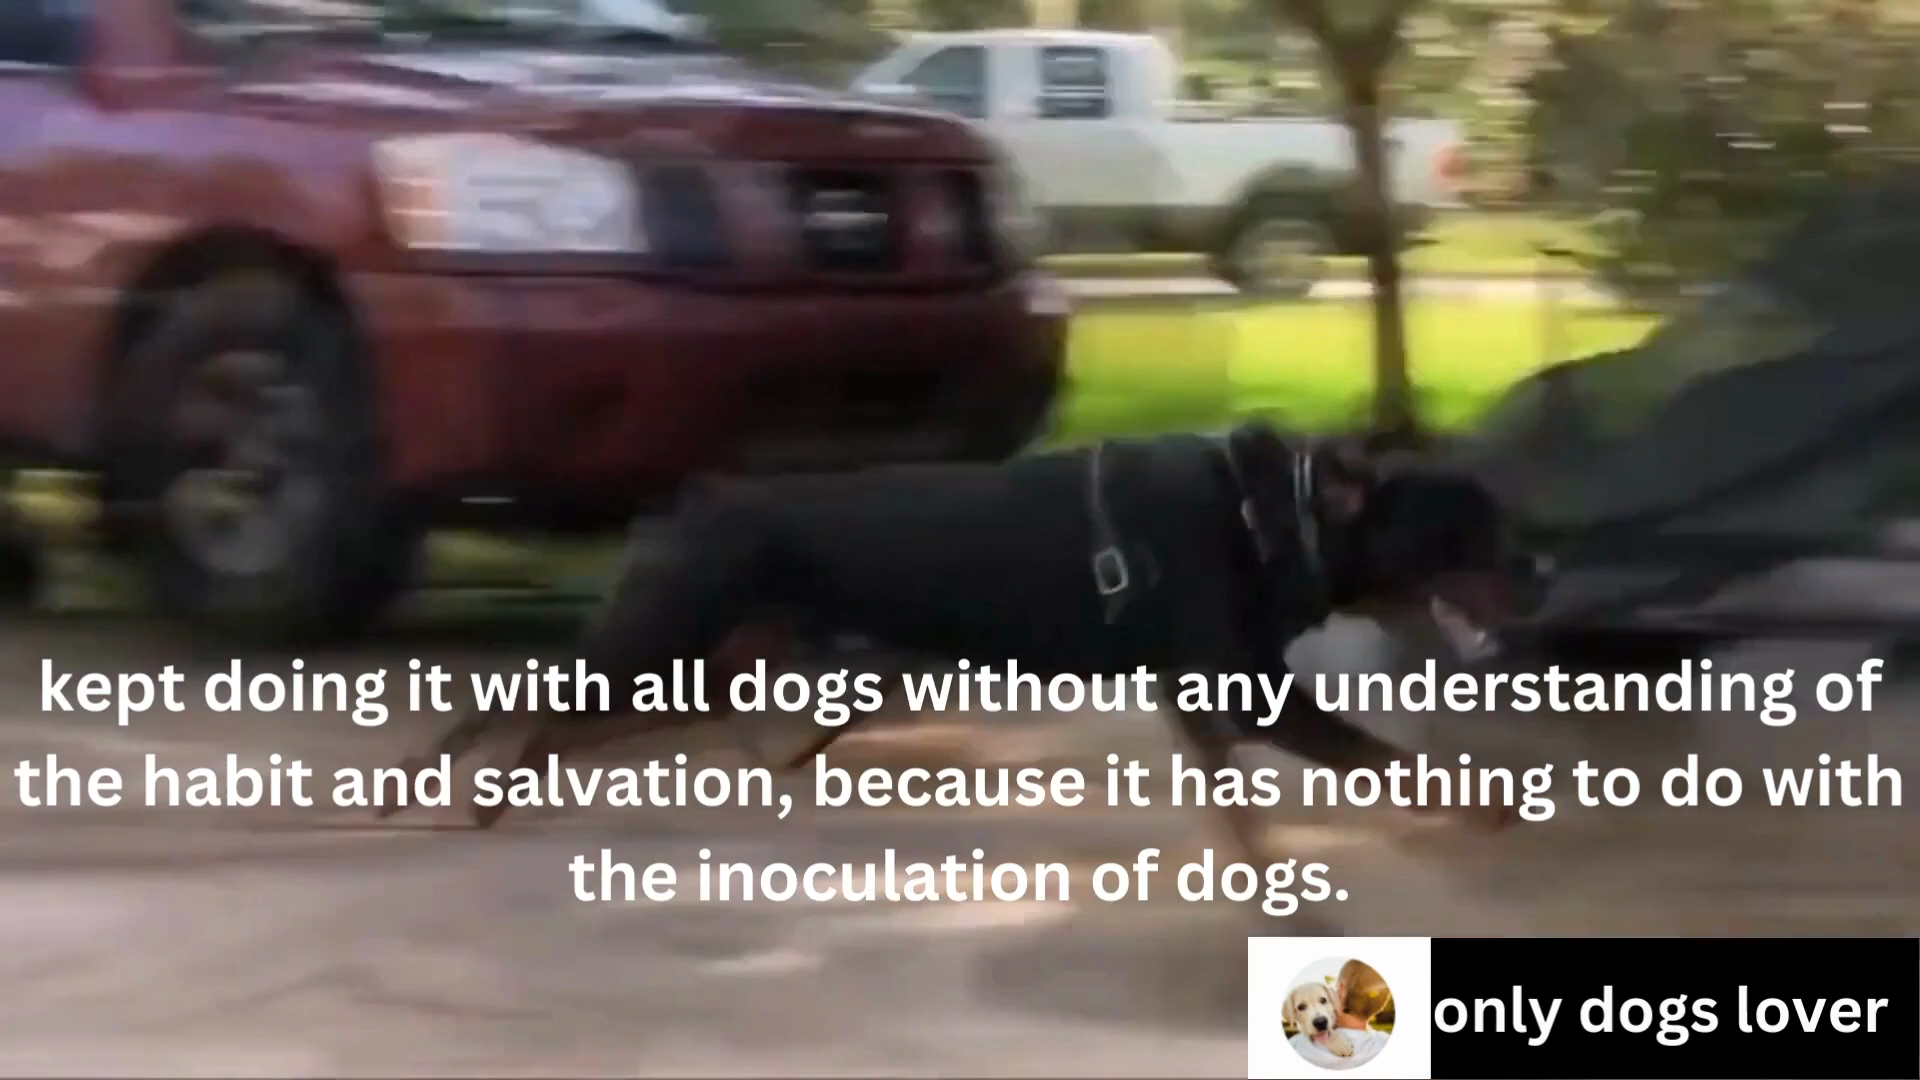 kept doing it with all dogs without any understanding of
the habit and salvation, because it has nothing to do with
the inoculation of dogs.
only dogs lover